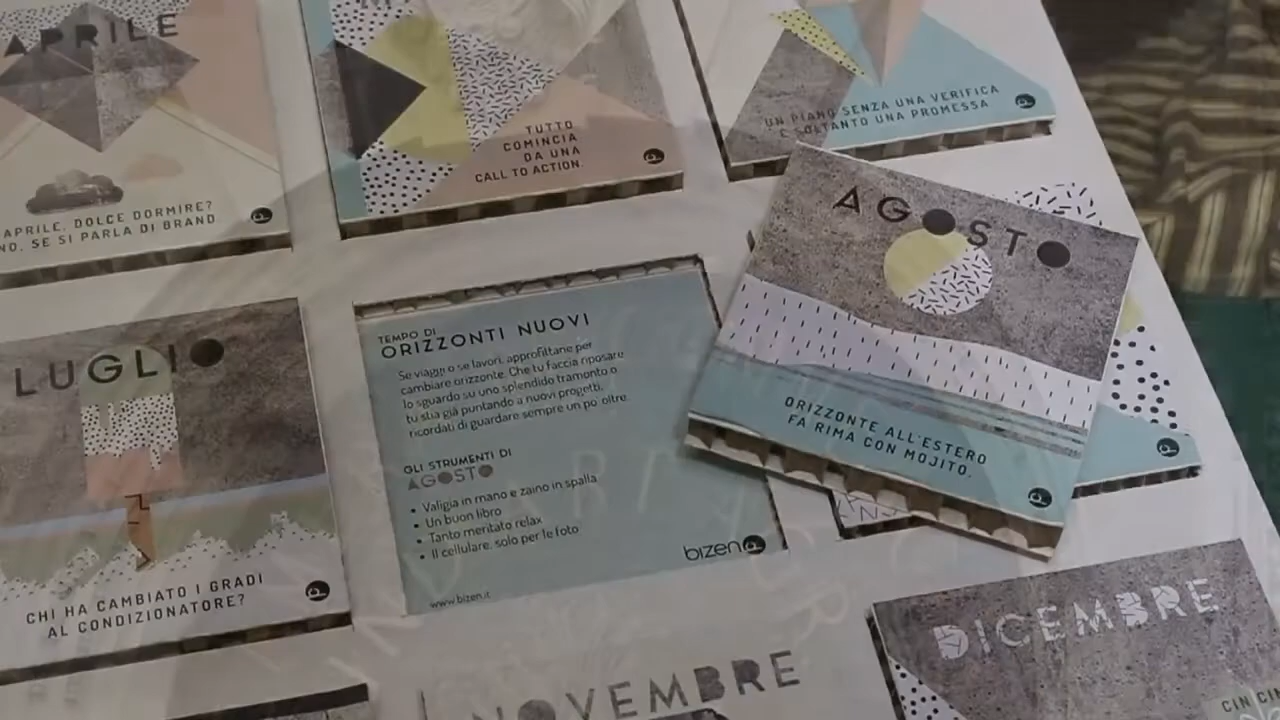 APRILE
APRILE, DOLCE DORMIRE?
NO, SE SI PARLA DI BRAND
TUTTO
COMINCIA
DA UNA
CALL TO ACTION.
UN PIANO SENZA UNA VERIFICA
È SOLTANTO UNA PROMESSA
LUGLIO
CHI HA CAMBIATO I GRADI
AL CONDIZIONATORE?
TEMPO DI
ORIZZONTI NUOVI
Se viaggi o se lavori, approfittane per
cambiare orizzonte. Che tu faccia riposare
lo sguardo su uno splendido tramonto o
tu stia già puntando a nuovi progetti,
ricordati di guardare sempre un po' oltre.
GLI STRUMENTI DI
AGOSTO
• Valigia in mano e zaino in spalla
• Un buon libro
• Tanto meritato relax
• Il cellulare, solo per le foto
bizen
www.bizen.it
AGOSTO
ORIZZONTE ALL'ESTERO
FA RIMA CON MOJITO.
NOVEMBRE
DICEMBRE
CIN